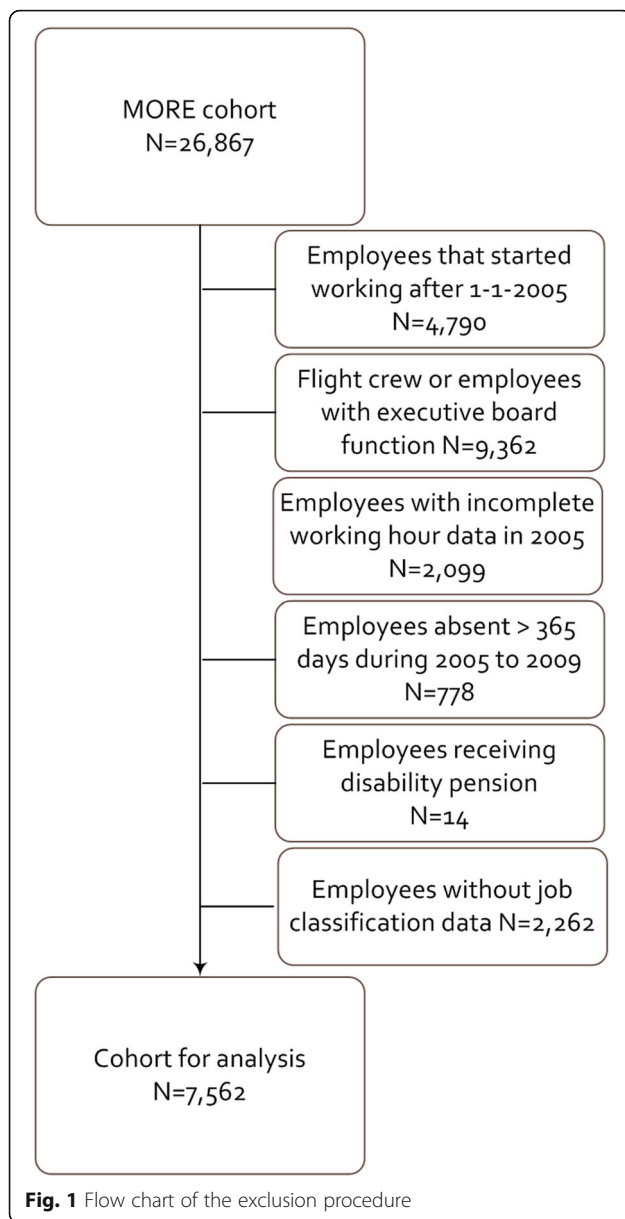 MORE cohort
N=26,867
Employees that started
working after 1-1-2005
N=4,790
Flight crew or employees
with executive board
function N=9,362
Employees with incomplete
working hour data in 2005
N=2,099
Employees absent > 365
days during 2005 to 2009
N=778
Employees receiving
disability pension
N=14
Employees without job
classification data N=2,262
Cohort for analysis
N=7,562
Fig. 1 Flow chart of the exclusion procedure